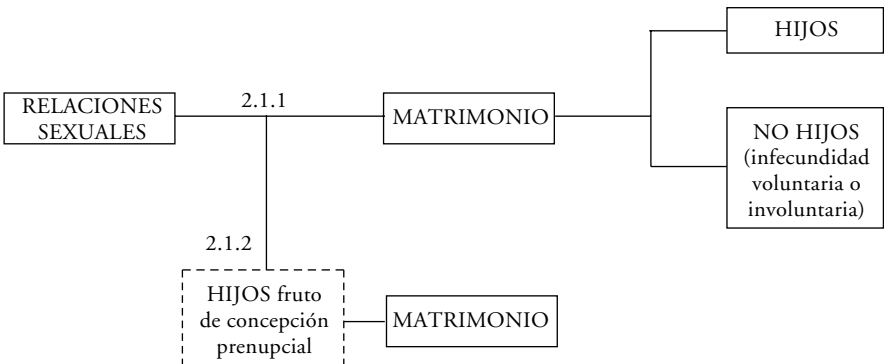 HIJOS
RELACIONES
SEXUALES
2.1.1
MATRIMONIO
NO HIJOS
(infecundidad
voluntaria o
involuntaria)
2.1.2
HIJOS fruto
de concepción
prenupcial
MATRIMONIO